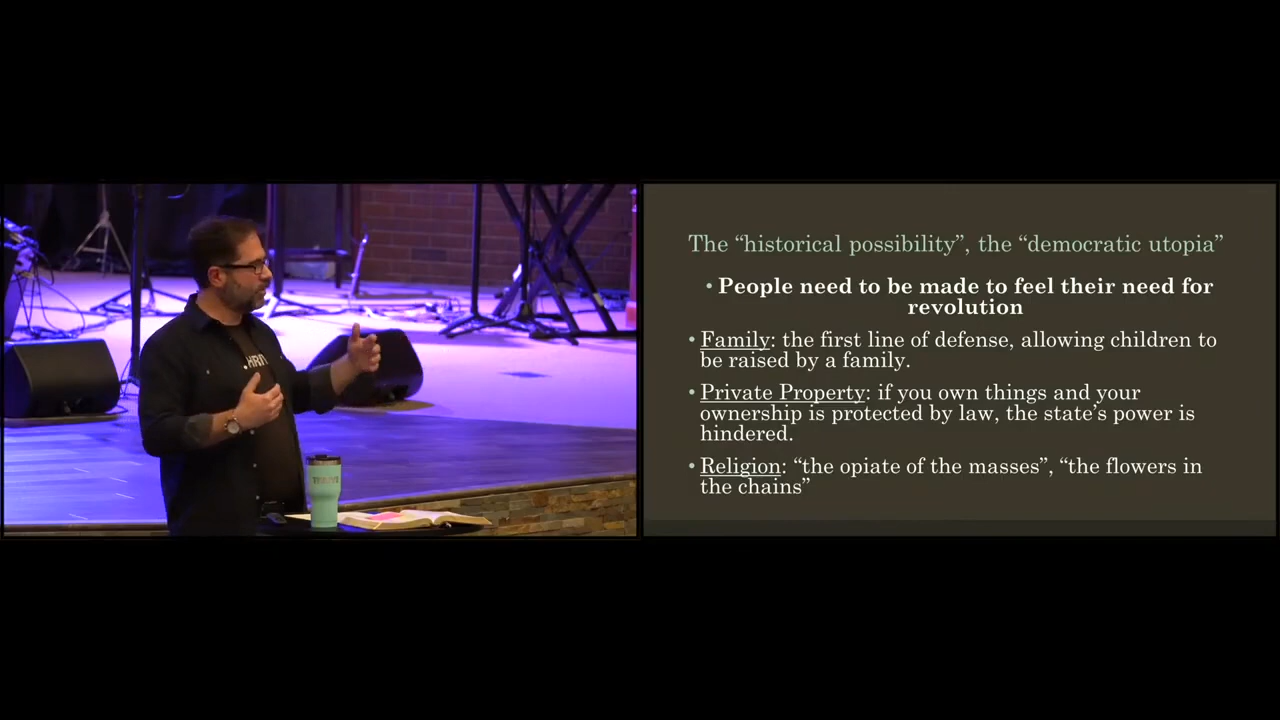 The “historical possibility”, the “democratic utopia”
• People need to be made to feel their need for
revolution
• Family: the first line of defense, allowing children to
be raised by a family.
• Private Property: if you own things and your
ownership is protected by law, the state’s power is
hindered.
• Religion: “the opiate of the masses”, “the flowers in
the chains”